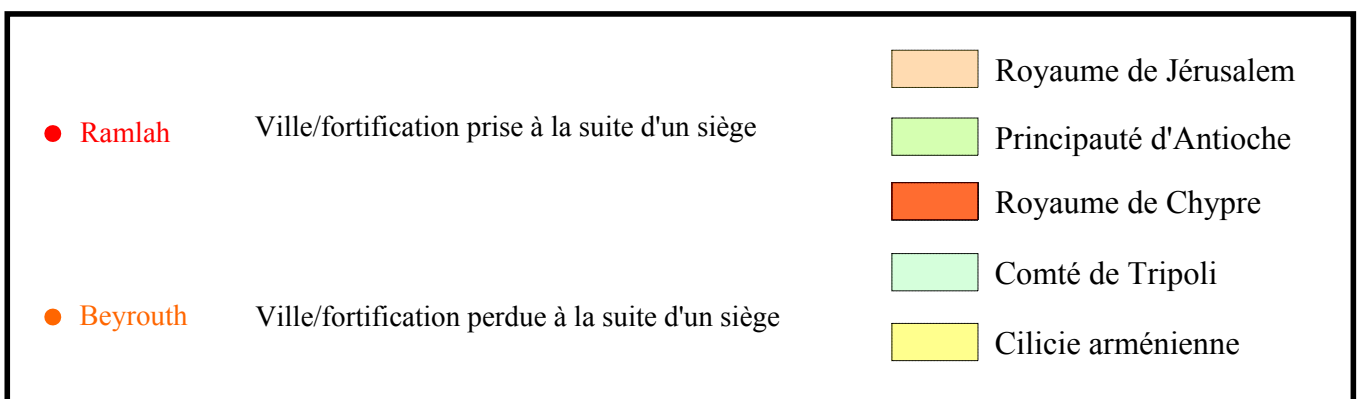 Ramlah
Ville/fortification prise à la suite d'un siège
Beyrouth
Ville/fortification perdue à la suite d'un siège
Royaume de Jérusalem
Principauté d'Antioche
Royaume de Chypre
Comté de Tripoli
Cilicie arménienne